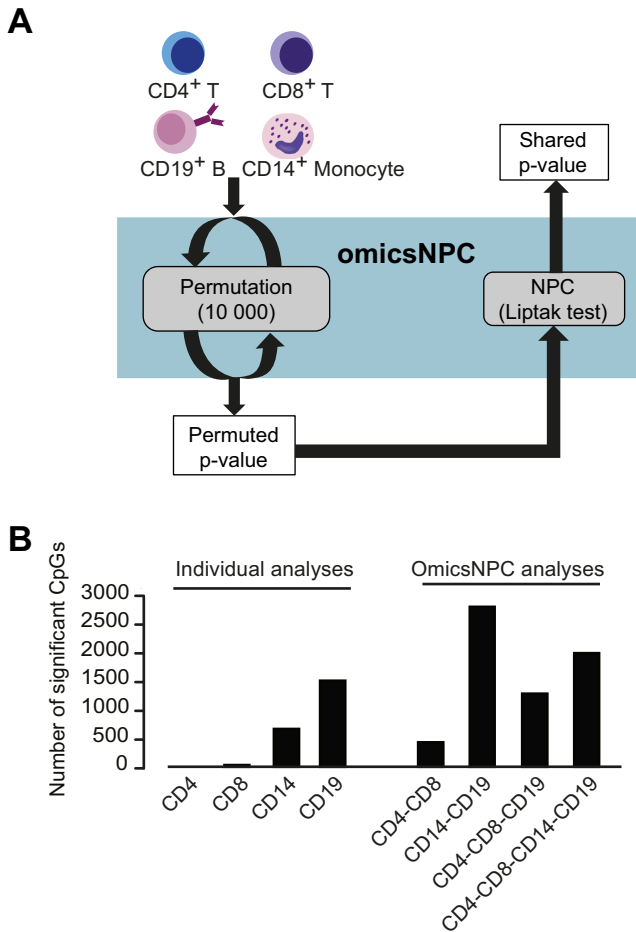 A
CD4+ T
CD8+ T
CD19+ B
CD14+ Monocyte
Shared
p-value
omicsNPC
Permutation
(10 000)
NPC
(Liptak test)
Permuted
p-value
B
Individual analyses
OmicsNPC analyses
Number of significant CpGs
3000
2500
2000
1500
1000
500
0
CD4
CD8
CD14
CD19
CD4-CD8
CD14-CD19
CD4-CD8-CD19
CD4-CD8-CD14-CD19